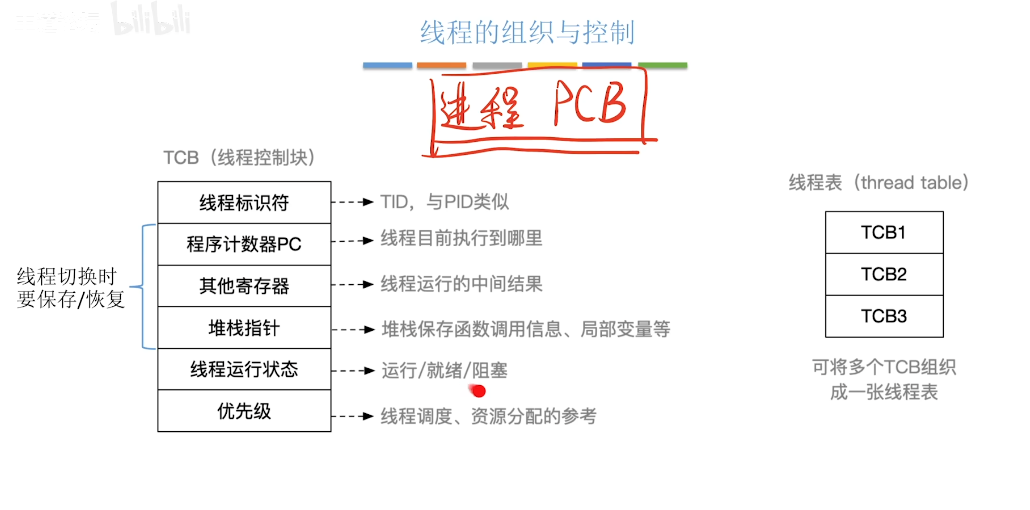 bilibili
线程的组织与控制
进程 PCB
TCB（线程控制块）
线程表（thread table）
线程标识符
TID，与PID类似
程序计数器PC
线程目前执行到哪里
线程切换时
要保存/恢复
其他寄存器
线程运行的中间结果
堆栈指针
堆栈保存函数调用信息、局部变量等
线程运行状态
运行/就绪/阻塞
优先级
线程调度、资源分配的参考
TCB1
TCB2
TCB3
可将多个TCB组织
成一张线程表